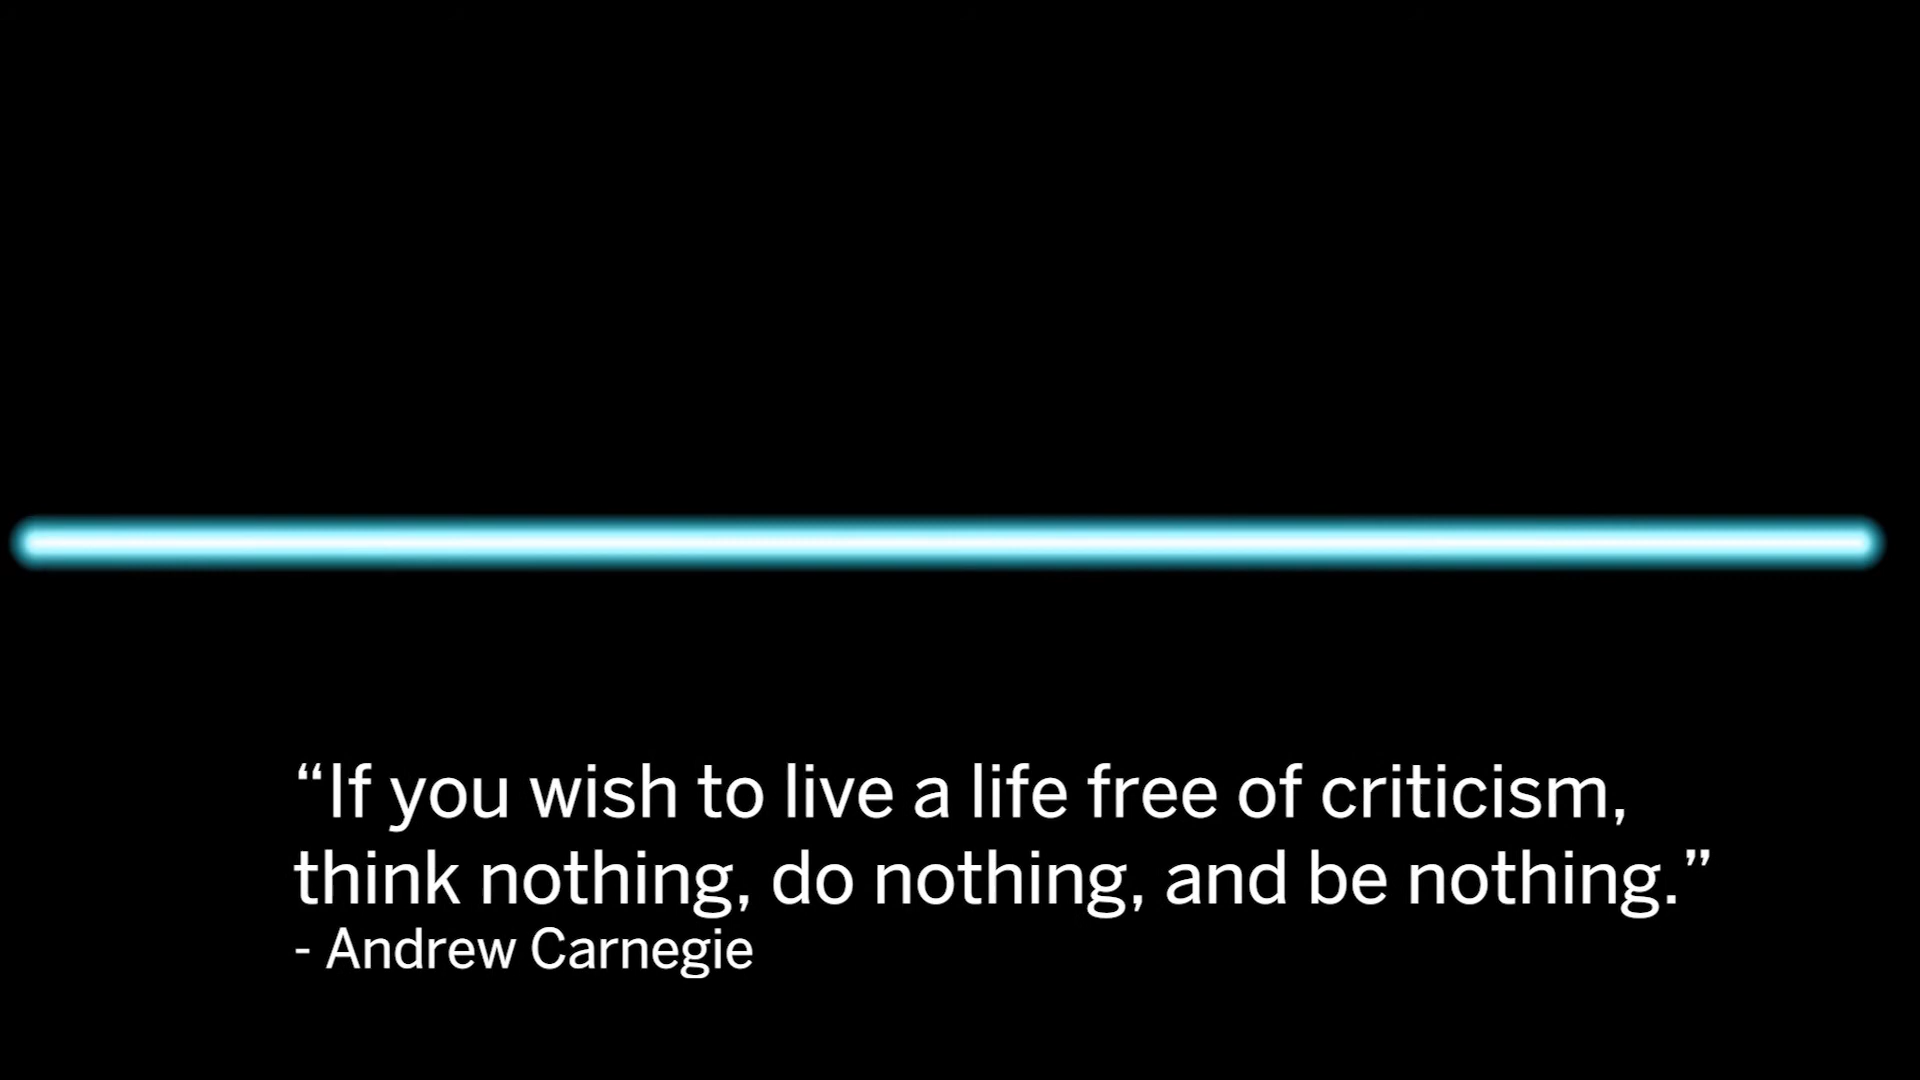 “If you wish to live a life free of criticism,
think nothing, do nothing, and be nothing.”
- Andrew Carnegie